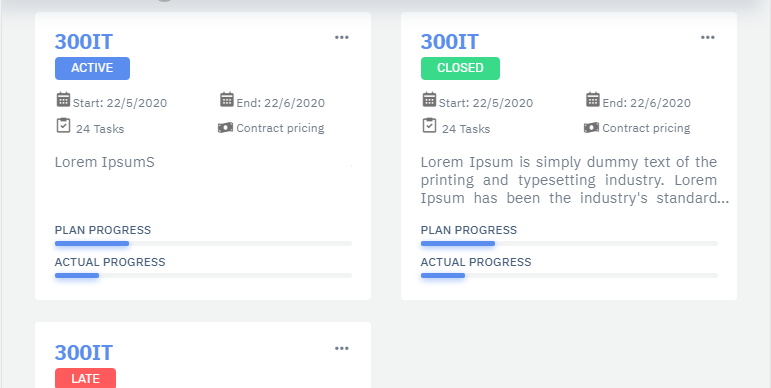 300IT
ACTIVE
Start: 22/5/2020 End: 22/6/2020
24 Tasks Contract pricing
Lorem IpsumS
PLAN PROGRESS
ACTUAL PROGRESS
300IT
CLOSED
Start: 22/5/2020 End: 22/6/2020
24 Tasks Contract pricing
Lorem Ipsum is simply dummy text of the
printing and typesetting industry. Lorem
Ipsum has been the industry's standard...
PLAN PROGRESS
ACTUAL PROGRESS
300IT
LATE